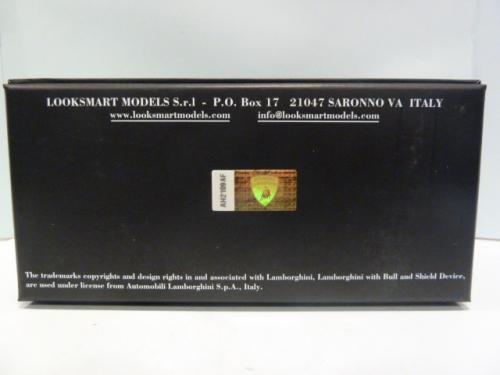 LOOKSMART MODELS S.r.l - P.O. Box 17 21047 SARONNO VA ITALY
www.looksmartmodels.com info@looksmartmodels.com
AH2199AF
The trademarks copyrights and design rights in and associated with Lamborghini, Lamborghini with Bull and Shield Device,
are used under license from Automobili Lamborghini S.p.A., Italy.